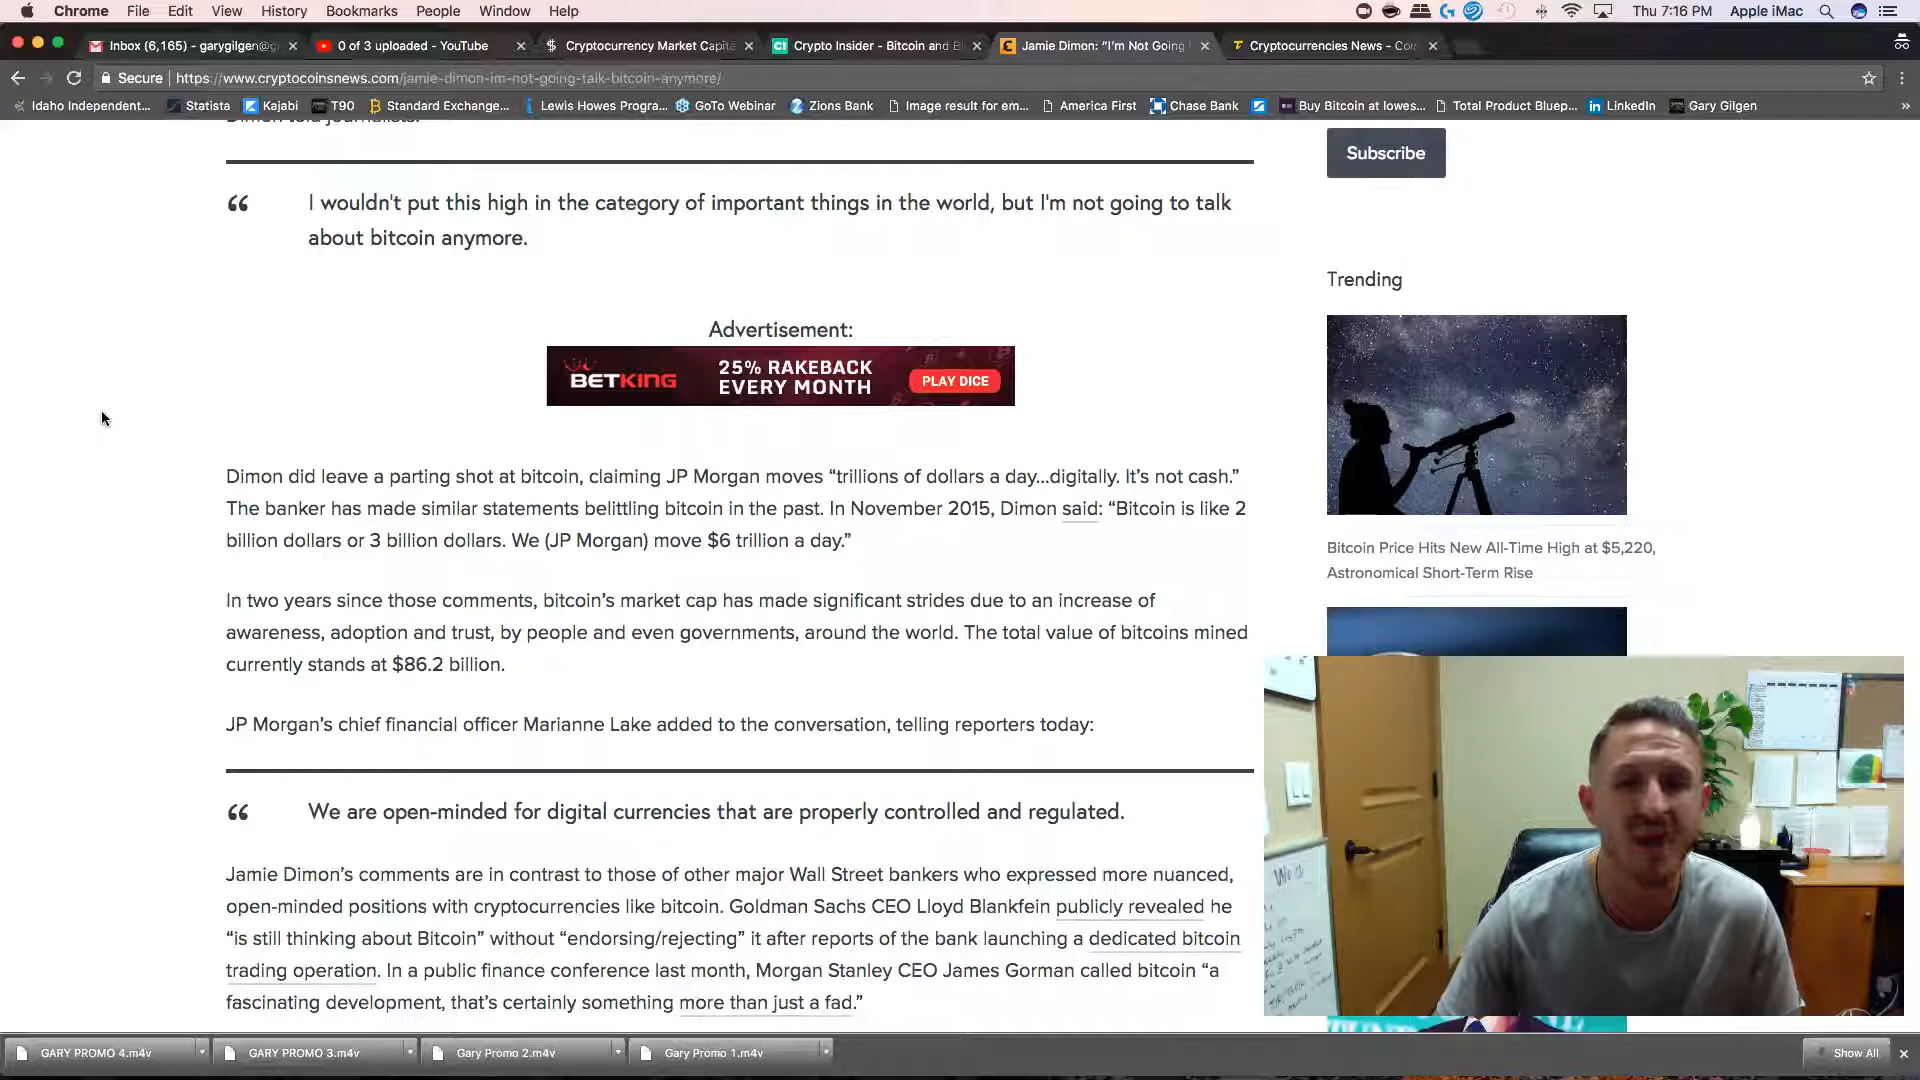 Chrome File Edit View History Bookmarks People Window Help
Thu 7:16 PM Apple iMac
Inbox (6,165) - garygilgen@g
0 of 3 uploaded - YouTube
Cryptocurrency Market Capita
Crypto Insider - Bitcoin and B
Jamie Dimon: “I'm Not Going
Cryptocurrencies News - Coi
Secure | https://www.cryptocoinsnews.com/jamie-dimon-im-not-going-talk-bitcoin-anymore/
Idaho Independent... Statista Kajabi T90 Standard Exchange... Lewis Howes Progra... GoTo Webinar Zions Bank Image result for em... America First Chase Bank Buy Bitcoin at lowes... Total Product Bluep... LinkedIn Gary Gilgen »
Dimon told journalists.
“ I wouldn't put this high in the category of important things in the world, but I'm not going to talk
about bitcoin anymore.
Advertisement:
BETKING
25% RAKEBACK
EVERY MONTH
PLAY DICE
Dimon did leave a parting shot at bitcoin, claiming JP Morgan moves “trillions of dollars a day...digitally. It’s not cash.”
The banker has made similar statements belittling bitcoin in the past. In November 2015, Dimon said: “Bitcoin is like 2
billion dollars or 3 billion dollars. We (JP Morgan) move $6 trillion a day.”
In two years since those comments, bitcoin’s market cap has made significant strides due to an increase of
awareness, adoption and trust, by people and even governments, around the world. The total value of bitcoins mined
currently stands at $86.2 billion.
JP Morgan’s chief financial officer Marianne Lake added to the conversation, telling reporters today:
“ We are open-minded for digital currencies that are properly controlled and regulated.
Jamie Dimon’s comments are in contrast to those of other major Wall Street bankers who expressed more nuanced,
open-minded positions with cryptocurrencies like bitcoin. Goldman Sachs CEO Lloyd Blankfein publicly revealed he
“is still thinking about Bitcoin” without “endorsing/rejecting” it after reports of the bank launching a dedicated bitcoin
trading operation. In a public finance conference last month, Morgan Stanley CEO James Gorman called bitcoin “a
fascinating development, that’s certainly something more than just a fad.”
Subscribe
Trending
Bitcoin Price Hits New All-Time High at $5,220,
Astronomical Short-Term Rise
GARY PROMO 4.m4v
GARY PROMO 3.m4v
Gary Promo 2.m4v
Gary Promo 1.m4v
Show All